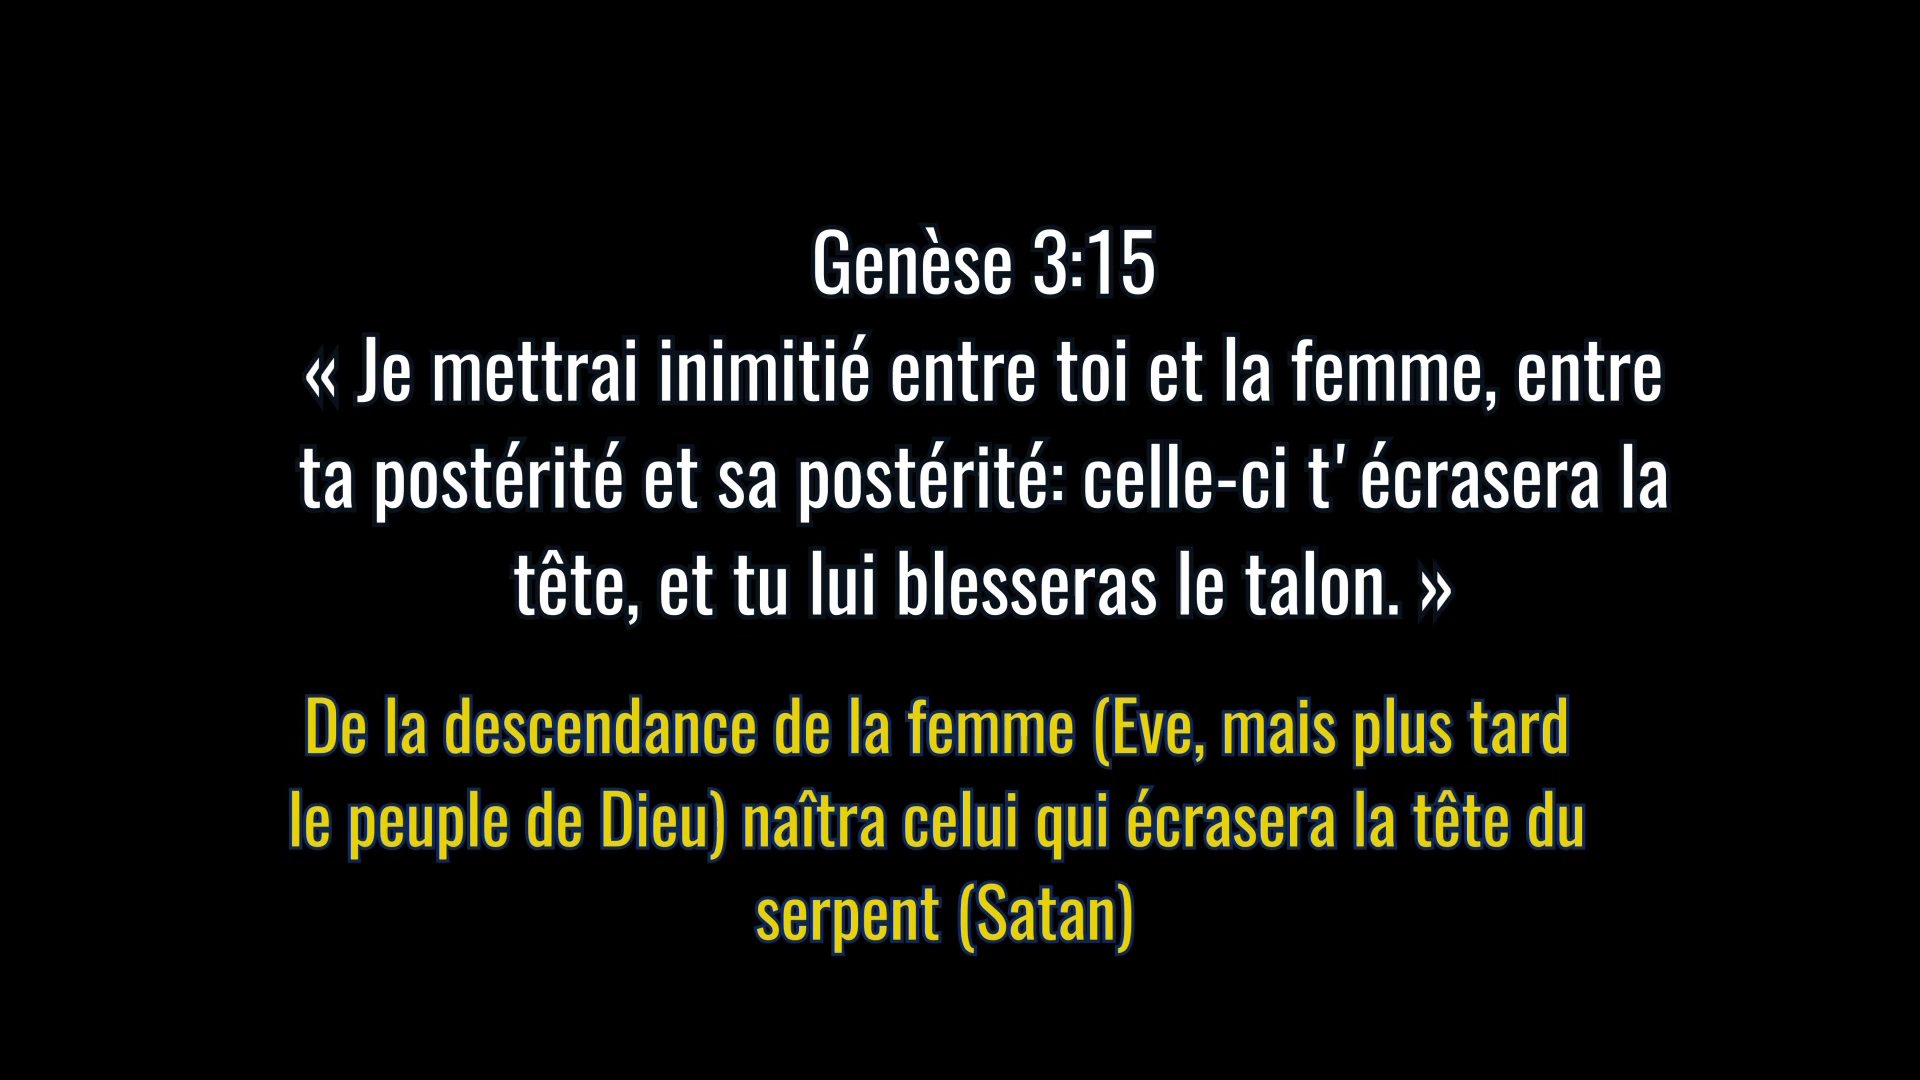 Genèse 3:15
« Je mettrai inimitié entre toi et la femme, entre
ta postérité et sa postérité: celle-ci t'écrasera la
tête, et tu lui blesseras le talon. »
De la descendance de la femme (Eve, mais plus tard
le peuple de Dieu) naîtra celui qui écrasera la tête du
serpent (Satan)